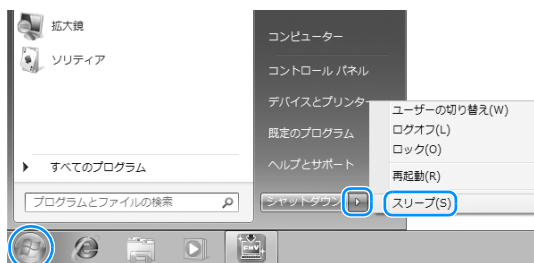 拡大鏡
ソリティア
すべてのプログラム
プログラムとファイルの検索
コンピューター
コントロール パネル
デバイスとプリンター
既定のプログラム
ヘルプとサポート
シャットダウン
ユーザーの切り替え(W)
ログオフ(L)
ロック(O)
再起動(R)
スリープ(S)